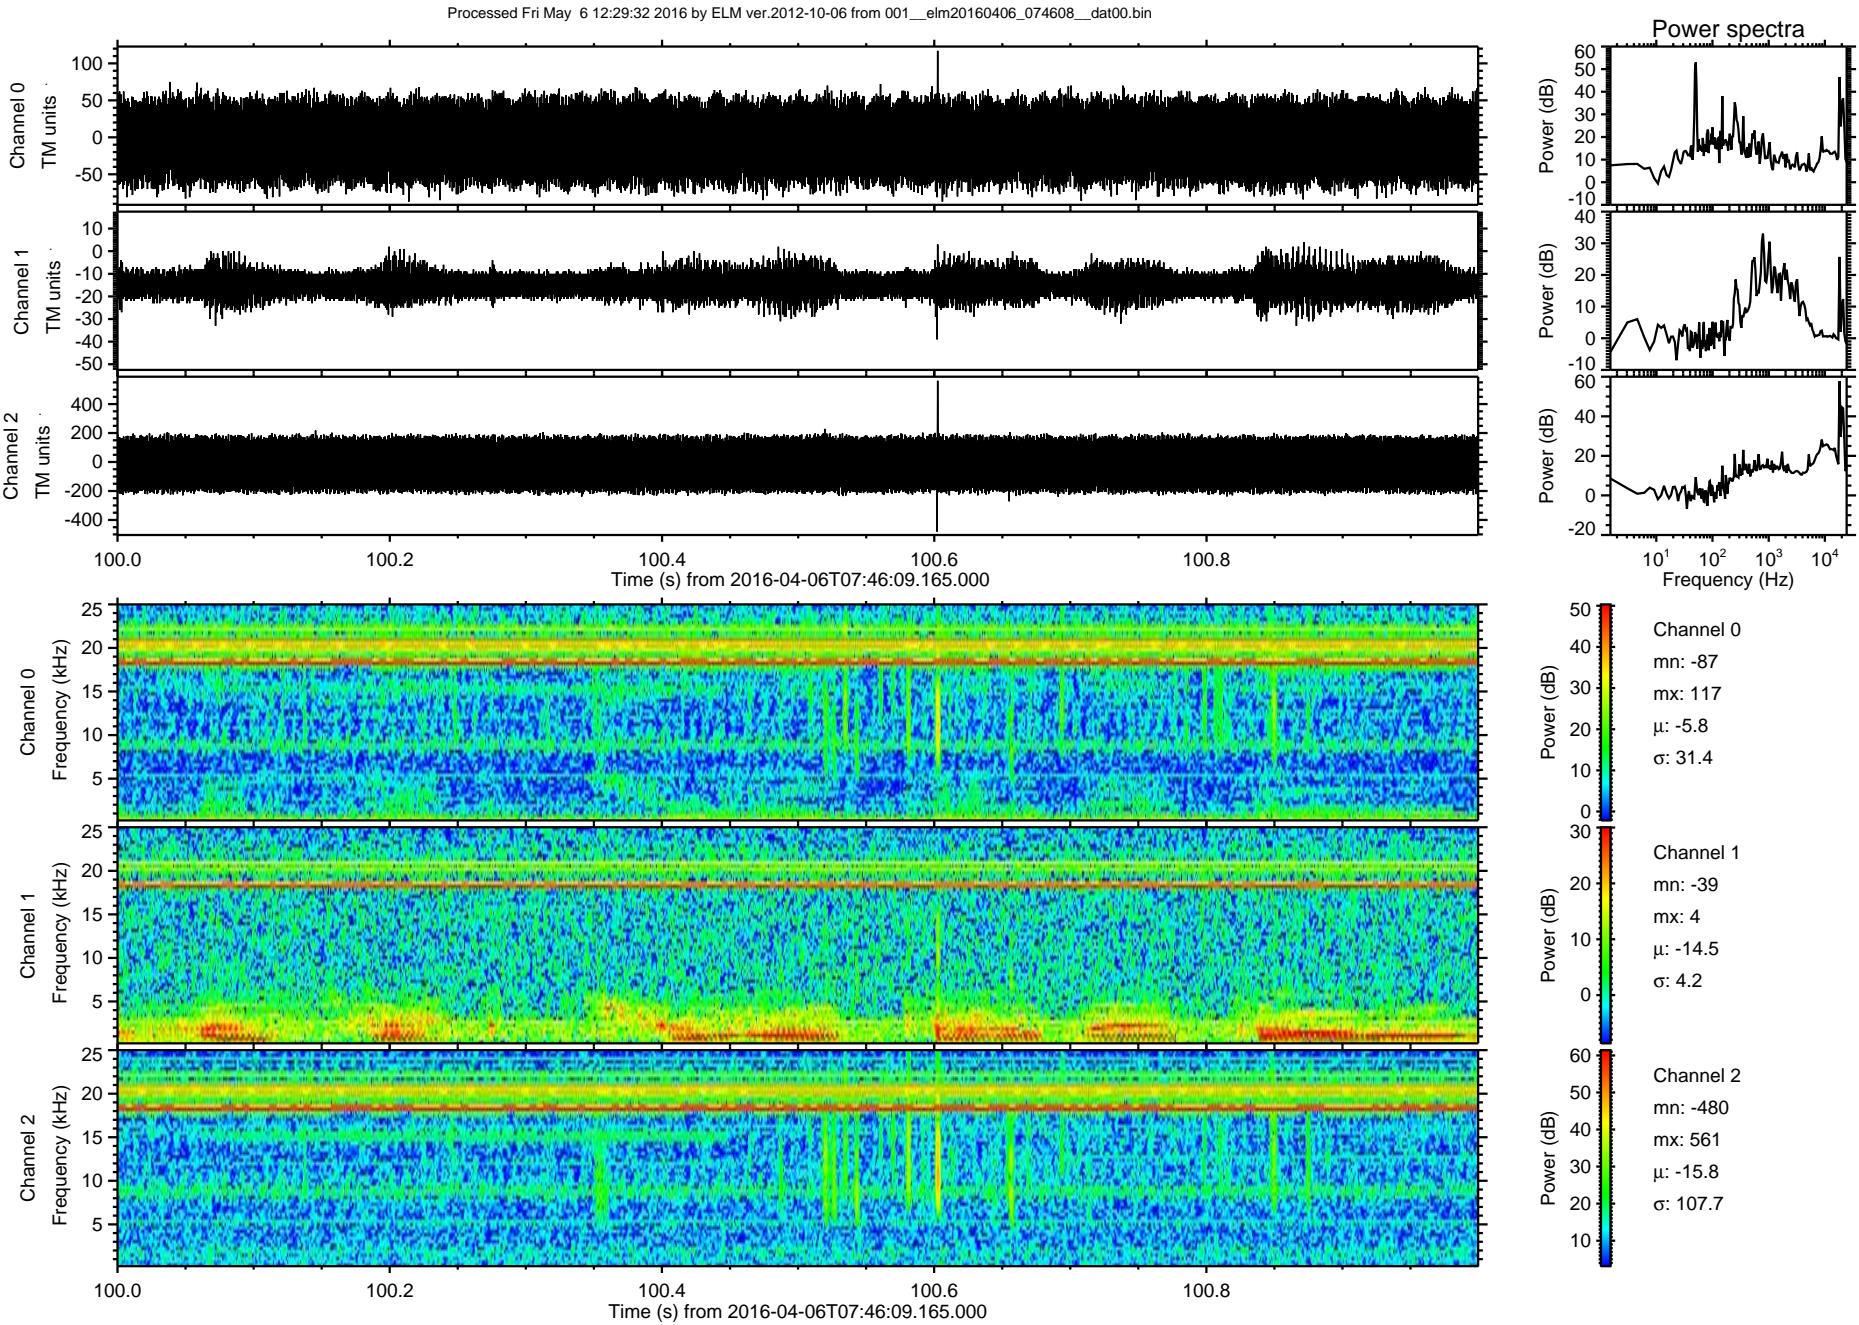 Processed Fri May  6 12:29:32 2016 by ELM ver.2012-10-06 from 001__elm20160406_074608__dat00.bin
Power spectra
Channel 0
TM units
100
50
0
-50
Power (dB)
60
50
40
30
20
10
0
-10
Channel 1
TM units
10
0
-10
-20
-30
-40
-50
Power (dB)
40
30
20
10
0
-10
Channel 2
TM units
400
200
0
-200
-400
Power (dB)
60
40
20
0
-20
100.0 100.2 100.4 100.6 100.8
Time (s) from 2016-04-06T07:46:09.165.000
10¹ 10² 10³ 10⁴
Frequency (Hz)
Channel 0
Frequency (kHz)
25
20
15
10
5
Power (dB)
50
40
30
20
10
0
Channel 0
mn: -87
mx: 117
μ: -5.8
σ: 31.4
Channel 1
Frequency (kHz)
25
20
15
10
5
Power (dB)
30
20
10
0
Channel 1
mn: -39
mx: 4
μ: -14.5
σ: 4.2
Channel 2
Frequency (kHz)
25
20
15
10
5
Power (dB)
60
50
40
30
20
10
Channel 2
mn: -480
mx: 561
μ: -15.8
σ: 107.7
100.0 100.2 100.4 100.6 100.8
Time (s) from 2016-04-06T07:46:09.165.000